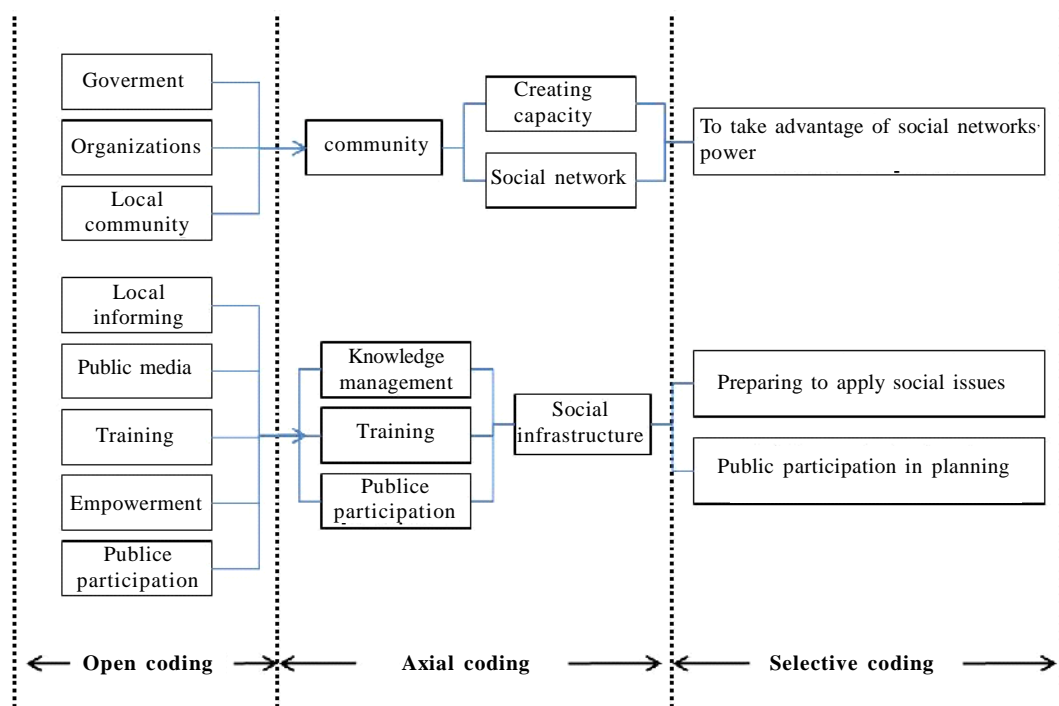 Goverment
Organizations
Local
community
community
Creating
capacity
Social network
To take advantage of social networks'
power
Local
informing
Public media
Training
Empowerment
Publice
participation
Knowledge
management
Training
Publice
participation
Social
infrastructure
Preparing to apply social issues
Public participation in planning
Open coding
Axial coding
Selective coding